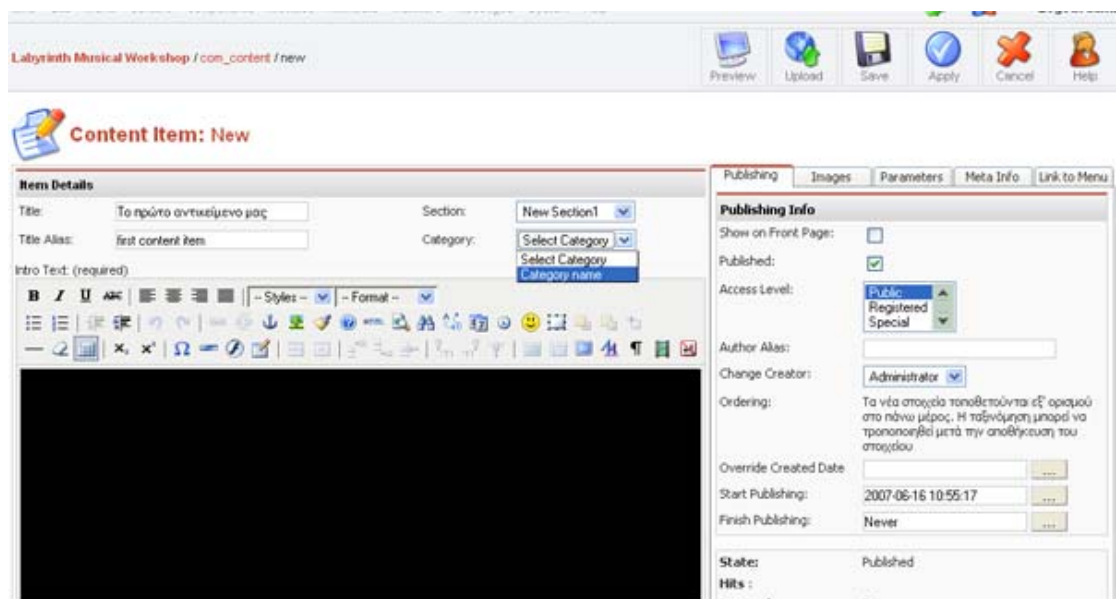 Labyrinth Musical Workshop / com_content / new
Preview Upload Save Apply Cancel Help
Content Item: New
Item Details
Title: Το πρώτο αντικείμενο μας Section: New Section1
Title Alias: first content item Category: Select Category
Select Category
Category name
Intro Text: (required)
B I U ABC -- Styles -- -- Format --
Publishing Images Parameters Meta Info Link to Menu
Publishing Info
Show on Front Page:
Published:
Access Level: Public
Registered
Special
Author Alias:
Change Creator: Administrator
Ordering: Τα νέα στοιχεία τοποθετούνται εξ' ορισμού
στο πάνω μέρος. Η ταξινόμηση μπορεί να
τροποποιηθεί μετά την αποθήκευση του
στοιχείου
Override Created Date ...
Start Publishing: 2007-06-16 10:55:17 ...
Finish Publishing: Never ...
State: Published
Hits :